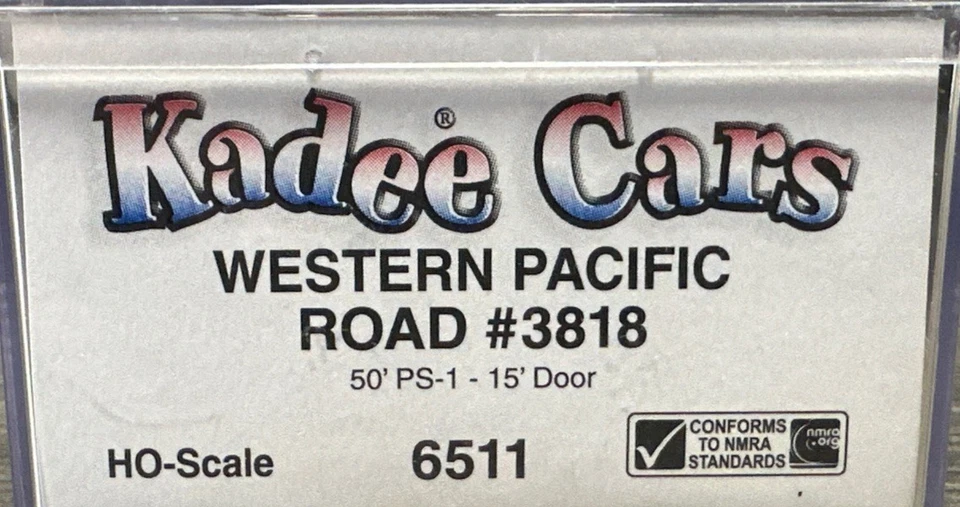 Kadee® Cars
WESTERN PACIFIC
ROAD #3818
50' PS-1 - 15' Door
HO-Scale
6511
CONFORMS
TO NMRA
STANDARDS
nmra
.org